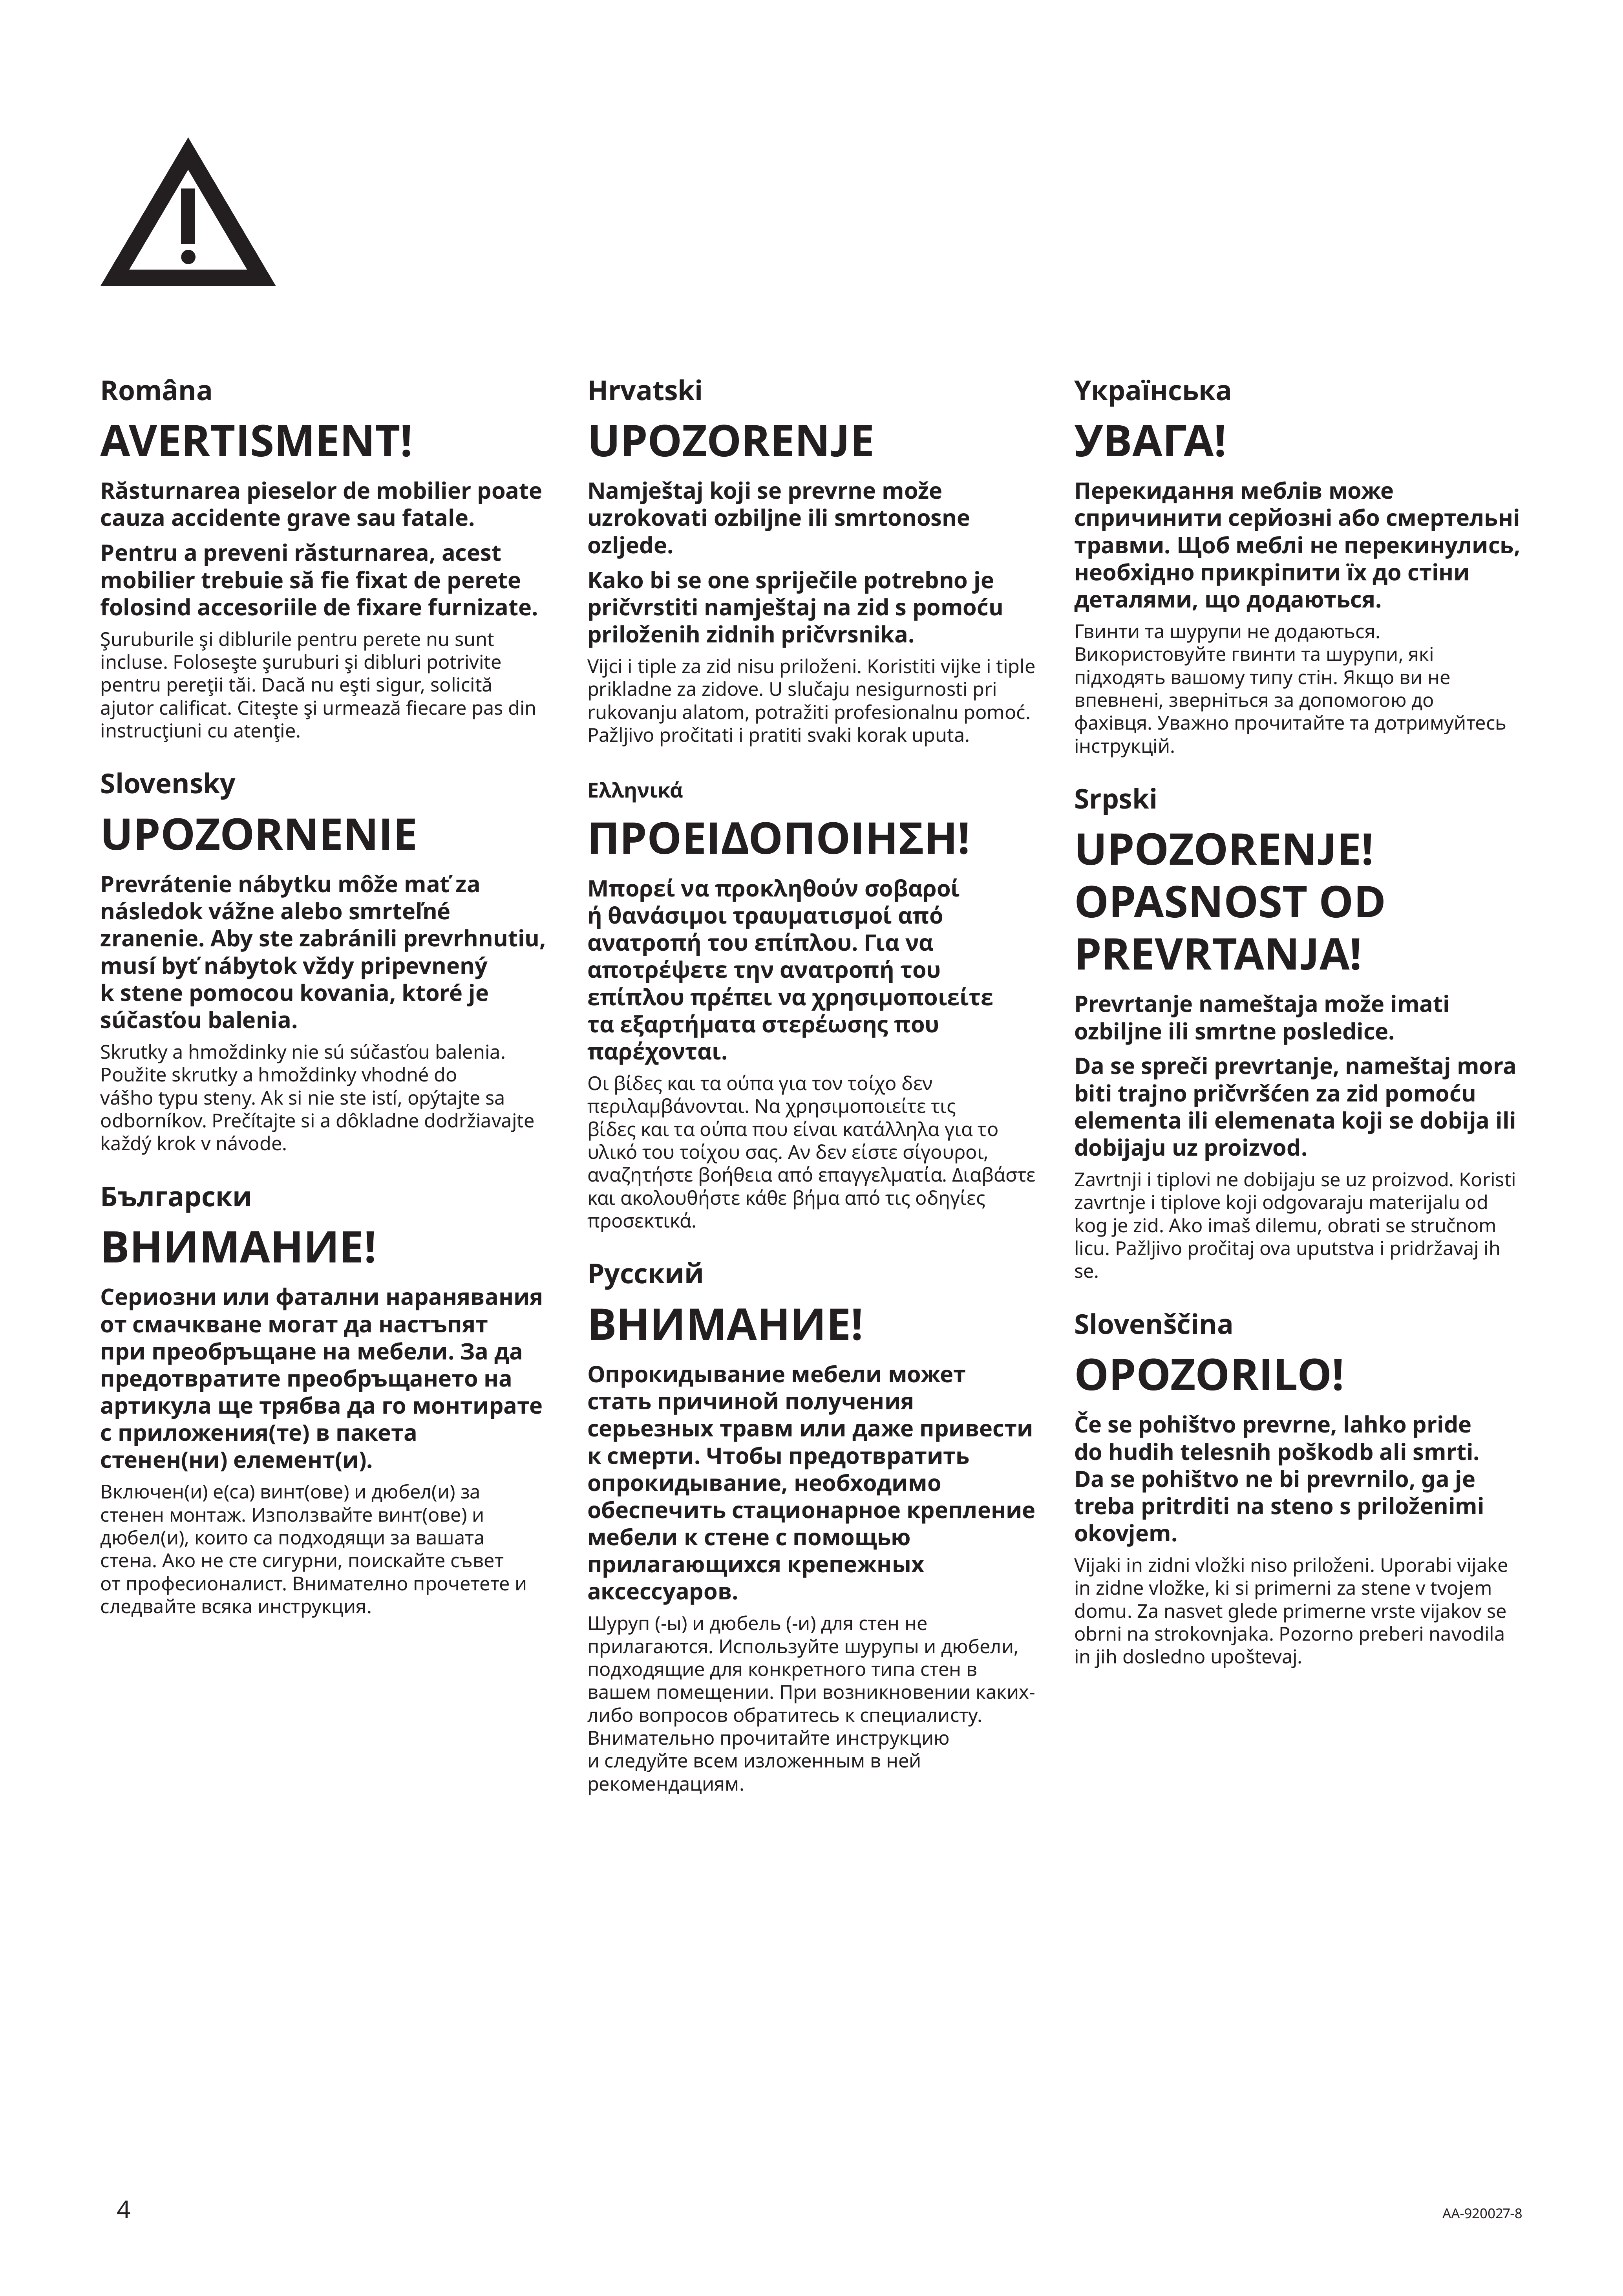 Româna
AVERTISMENT!
Răsturnarea pieselor de mobilier poate
cauza accidente grave sau fatale.
Pentru a preveni răsturnarea, acest
mobilier trebuie să fie fixat de perete
folosind accesoriile de fixare furnizate.
Şuruburile şi diblurile pentru perete nu sunt
incluse. Foloseşte şuruburi şi dibluri potrivite
pentru pereţii tăi. Dacă nu eşti sigur, solicită
ajutor calificat. Citeşte şi urmează fiecare pas din
instrucţiuni cu atenţie.
Slovensky
UPOZORNENIE
Prevrátenie nábytku môže mať za
následok vážne alebo smrteľné
zranenie. Aby ste zabránili prevrhnutiu,
musí byť nábytok vždy pripevnený
k stene pomocou kovania, ktoré je
súčasťou balenia.
Skrutky a hmoždinky nie sú súčasťou balenia.
Použite skrutky a hmoždinky vhodné do
vášho typu steny. Ak si nie ste istí, opýtajte sa
odborníkov. Prečítajte si a dôkladne dodržiavajte
každý krok v návode.
Български
ВНИМАНИЕ!
Сериозни или фатални наранявания
от смачкване могат да настъпят
при преобръщане на мебели. За да
предотвратите преобръщането на
артикула ще трябва да го монтирате
с приложения(те) в пакета
стенен(ни) елемент(и).
Включен(и) е(са) винт(ове) и дюбел(и) за
стенен монтаж. Използвайте винт(ове) и
дюбел(и), които са подходящи за вашата
стена. Ако не сте сигурни, поискайте съвет
от професионалист. Внимателно прочетете и
следвайте всяка инструкция.
Hrvatski
UPOZORENJE
Namještaj koji se prevrne može
uzrokovati ozbiljne ili smrtonosne
ozljede.
Kako bi se one spriječile potrebno je
pričvrstiti namještaj na zid s pomoću
priloženih zidnih pričvrsnika.
Vijci i tiple za zid nisu priloženi. Koristiti vijke i tiple
prikladne za zidove. U slučaju nesigurnosti pri
rukovanju alatom, potražiti profesionalnu pomoć.
Pažljivo pročitati i pratiti svaki korak uputa.
Ελληνικά
ΠΡΟΕΙΔΟΠΟΙΗΣΗ!
Μπορεί να προκληθούν σοβαροί
ή θανάσιμοι τραυματισμοί από
ανατροπή του επίπλου. Για να
αποτρέψετε την ανατροπή του
επίπλου πρέπει να χρησιμοποιείτε
τα εξαρτήματα στερέωσης που
παρέχονται.
Οι βίδες και τα ούπα για τον τοίχο δεν
περιλαμβάνονται. Να χρησιμοποιείτε τις
βίδες και τα ούπα που είναι κατάλληλα για το
υλικό του τοίχου σας. Αν δεν είστε σίγουροι,
αναζητήστε βοήθεια από επαγγελματία. Διαβάστε
και ακολουθήστε κάθε βήμα από τις οδηγίες
προσεκτικά.
Русский
ВНИМАНИЕ!
Опрокидывание мебели может
стать причиной получения
серьезных травм или даже привести
к смерти. Чтобы предотвратить
опрокидывание, необходимо
обеспечить стационарное крепление
мебели к стене с помощью
прилагающихся крепежных
аксессуаров.
Шуруп (-ы) и дюбель (-и) для стен не
прилагаются. Используйте шурупы и дюбели,
подходящие для конкретного типа стен в
вашем помещении. При возникновении каких-
либо вопросов обратитесь к специалисту.
Внимательно прочитайте инструкцию
и следуйте всем изложенным в ней
рекомендациям.
Yкраїнська
УВАГА!
Перекидання меблів може
спричинити серйозні або смертельні
травми. Щоб меблі не перекинулись,
необхідно прикріпити їх до стіни
деталями, що додаються.
Гвинти та шурупи не додаються.
Використовуйте гвинти та шурупи, які
підходять вашому типу стін. Якщо ви не
впевнені, зверніться за допомогою до
фахівця. Уважно прочитайте та дотримуйтесь
інструкцій.
Srpski
UPOZORENJE!
OPASNOST OD
PREVRTANJA!
Prevrtanje nameštaja može imati
ozbiljne ili smrtne posledice.
Da se spreči prevrtanje, nameštaj mora
biti trajno pričvršćen za zid pomoću
elementa ili elemenata koji se dobija ili
dobijaju uz proizvod.
Zavrtnji i tiplovi ne dobijaju se uz proizvod. Koristi
zavrtnje i tiplove koji odgovaraju materijalu od
kog je zid. Ako imaš dilemu, obrati se stručnom
licu. Pažljivo pročitaj ova uputstva i pridržavaj ih
se.
Slovenščina
OPOZORILO!
Če se pohištvo prevrne, lahko pride
do hudih telesnih poškodb ali smrti.
Da se pohištvo ne bi prevrnilo, ga je
treba pritrditi na steno s priloženimi
okovjem.
Vijaki in zidni vložki niso priloženi. Uporabi vijake
in zidne vložke, ki si primerni za stene v tvojem
domu. Za nasvet glede primerne vrste vijakov se
obrni na strokovnjaka. Pozorno preberi navodila
in jih dosledno upoštevaj.
4
AA-920027-8